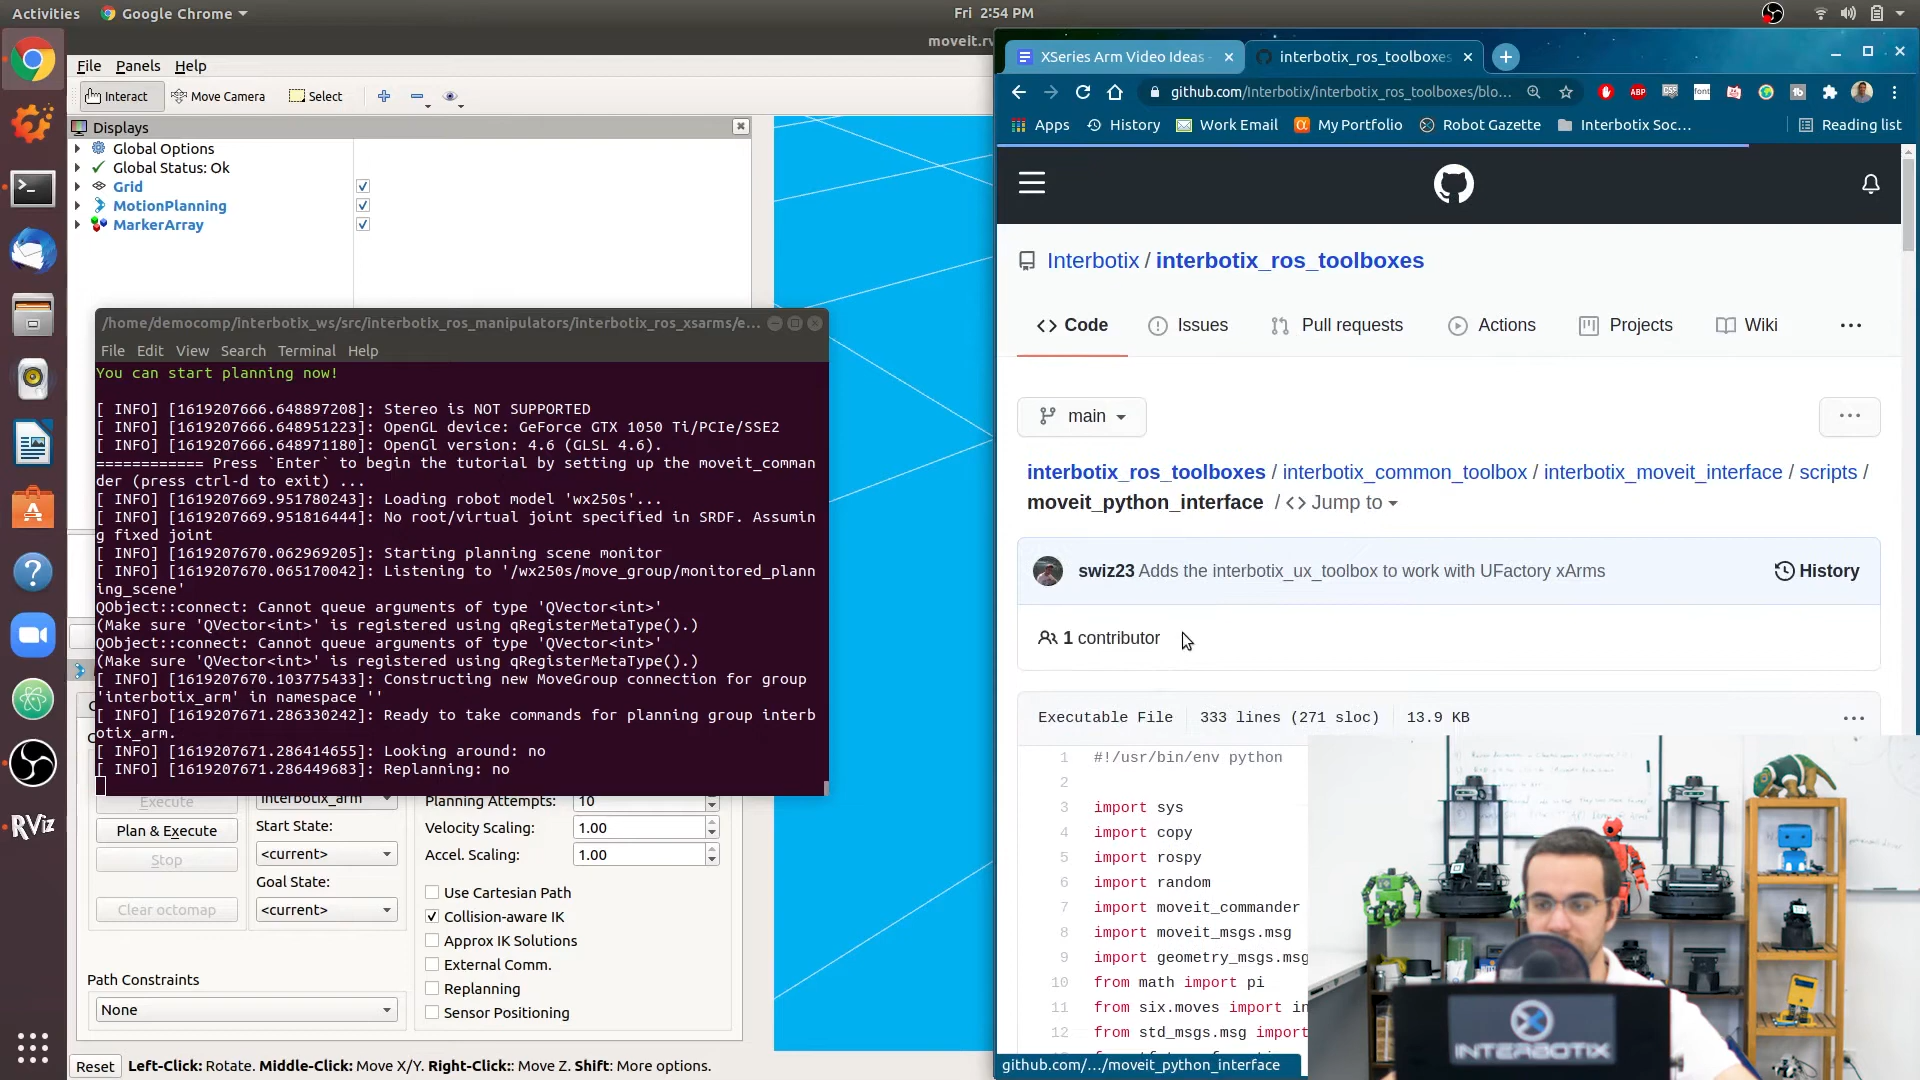 Activities
Google Chrome
Fri 2:54 PM
moveit.rv
File Panels Help
Interact
Move Camera
Select
Displays
Global Options
Global Status: Ok
Grid
MotionPlanning
MarkerArray
/home/democomp/interbotix_ws/src/interbotix_ros_manipulators/interbotix_ros_xsarms/e...
File Edit View Search Terminal Help
You can start planning now!
[ INFO] [1619207666.648897208]: Stereo is NOT SUPPORTED
[ INFO] [1619207666.648951223]: OpenGL device: GeForce GTX 1050 Ti/PCIe/SSE2
[ INFO] [1619207666.648971180]: OpenGl version: 4.6 (GLSL 4.6).
============ Press `Enter` to begin the tutorial by setting up the moveit_comman
der (press ctrl-d to exit) ...
[ INFO] [1619207669.951780243]: Loading robot model 'wx250s'...
[ INFO] [1619207669.951816444]: No root/virtual joint specified in SRDF. Assumin
g fixed joint
[ INFO] [1619207670.062969205]: Starting planning scene monitor
[ INFO] [1619207670.065170042]: Listening to '/wx250s/move_group/monitored_plann
ing_scene'
QObject::connect: Cannot queue arguments of type 'QVector<int>'
(Make sure 'QVector<int>' is registered using qRegisterMetaType().)
QObject::connect: Cannot queue arguments of type 'QVector<int>'
(Make sure 'QVector<int>' is registered using qRegisterMetaType().)
[ INFO] [1619207670.103775433]: Constructing new MoveGroup connection for group
'interbotix_arm' in namespace ''
[ INFO] [1619207671.286330242]: Ready to take commands for planning group interb
otix_arm.
[ INFO] [1619207671.286414655]: Looking around: no
[ INFO] [1619207671.286449683]: Replanning: no
Execute
Plan & Execute
Stop
Clear octomap
interbotix_arm
Start State:
<current>
Goal State:
<current>
Planning Attempts: 10
Velocity Scaling: 1.00
Accel. Scaling: 1.00
Use Cartesian Path
Collision-aware IK
Approx IK Solutions
External Comm.
Replanning
Sensor Positioning
Path Constraints
None
Reset
Left-Click: Rotate. Middle-Click: Move X/Y. Right-Click:: Move Z. Shift: More options.
RViz
XSeries Arm Video Ideas -
interbotix_ros_toolboxes
github.com/Interbotix/interbotix_ros_toolboxes/blo...
ABP
font
Apps
History
Work Email
My Portfolio
Robot Gazette
Interbotix Soc...
Reading list
Interbotix / interbotix_ros_toolboxes
Code
Issues
Pull requests
Actions
Projects
Wiki
main
interbotix_ros_toolboxes / interbotix_common_toolbox / interbotix_moveit_interface / scripts /
moveit_python_interface / <> Jump to
swiz23 Adds the interbotix_ux_toolbox to work with UFactory xArms
History
1 contributor
Executable File 333 lines (271 sloc) 13.9 KB
1 #!/usr/bin/env python
2
3 import sys
4 import copy
5 import rospy
6 import random
7 import moveit_commander
8 import moveit_msgs.msg
9 import geometry_msgs.msg
10 from math import pi
11 from six.moves import in
12 from std_msgs.msg import
github.com/.../moveit_python_interface
INTERBOTIX